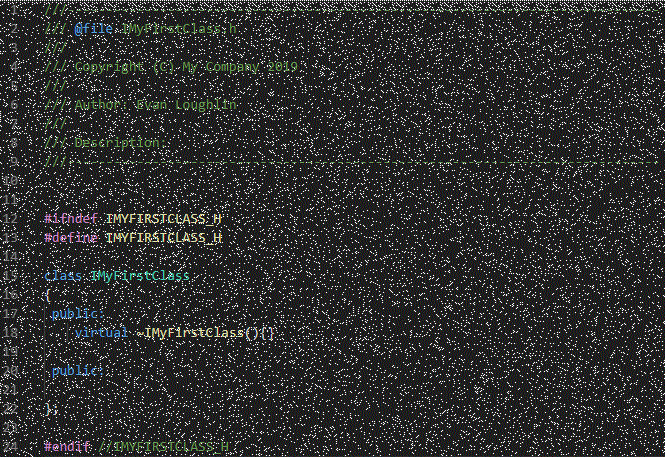 1 ///----------------------------------------------------------------------------
2 /// @file IMyFirstClass.h
3 ///
4 /// Copyright (C) My Company 2019
5 ///
6 /// Author: Evan Loughlin
7 ///
8 /// Description:
9 ///----------------------------------------------------------------------------
10
11
12 #ifndef IMYFIRSTCLASS_H
13 #define IMYFIRSTCLASS_H
14
15 class IMyFirstClass
16 {
17 public:
18 virtual ~IMyFirstClass(){}
19
20 public:
21
22 };
23
24 #endif //IMYFIRSTCLASS_H